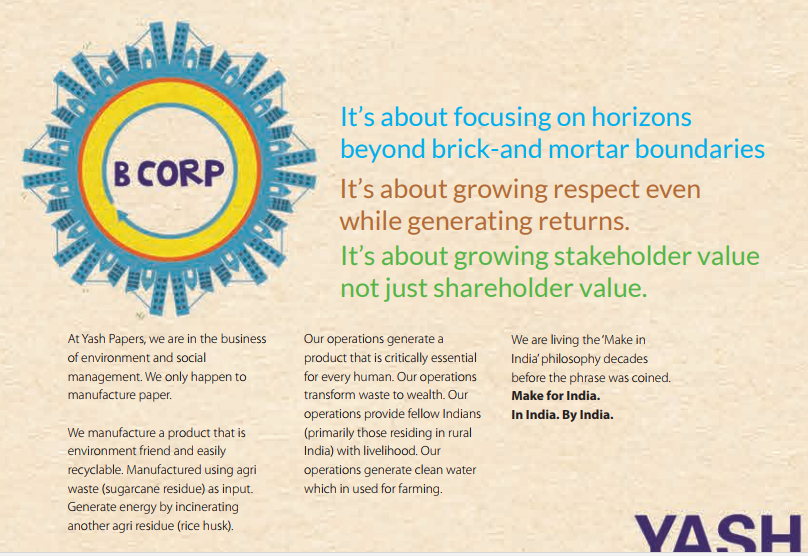 B CORP
It's about focusing on horizons
beyond brick-and mortar boundaries
It's about growing respect even
while generating returns.
It's about growing stakeholder value
not just shareholder value.
At Yash Papers, we are in the business
of environment and social
management. We only happen to
manufacture paper.
We manufacture a product that is
environment friend and easily
recyclable. Manufactured using agri
waste (sugarcane residue) as input.
Generate energy by incinerating
another agri residue (rice husk).
Our operations generate a
product that is critically essential
for every human. Our operations
transform waste to wealth. Our
operations provide fellow Indians
(primarily those residing in rural
India) with livelihood. Our
operations generate clean water
which in used for farming.
We are living the 'Make in
India' philosophy decades
before the phrase was coined.
Make for India.
In India. By India.
YASH